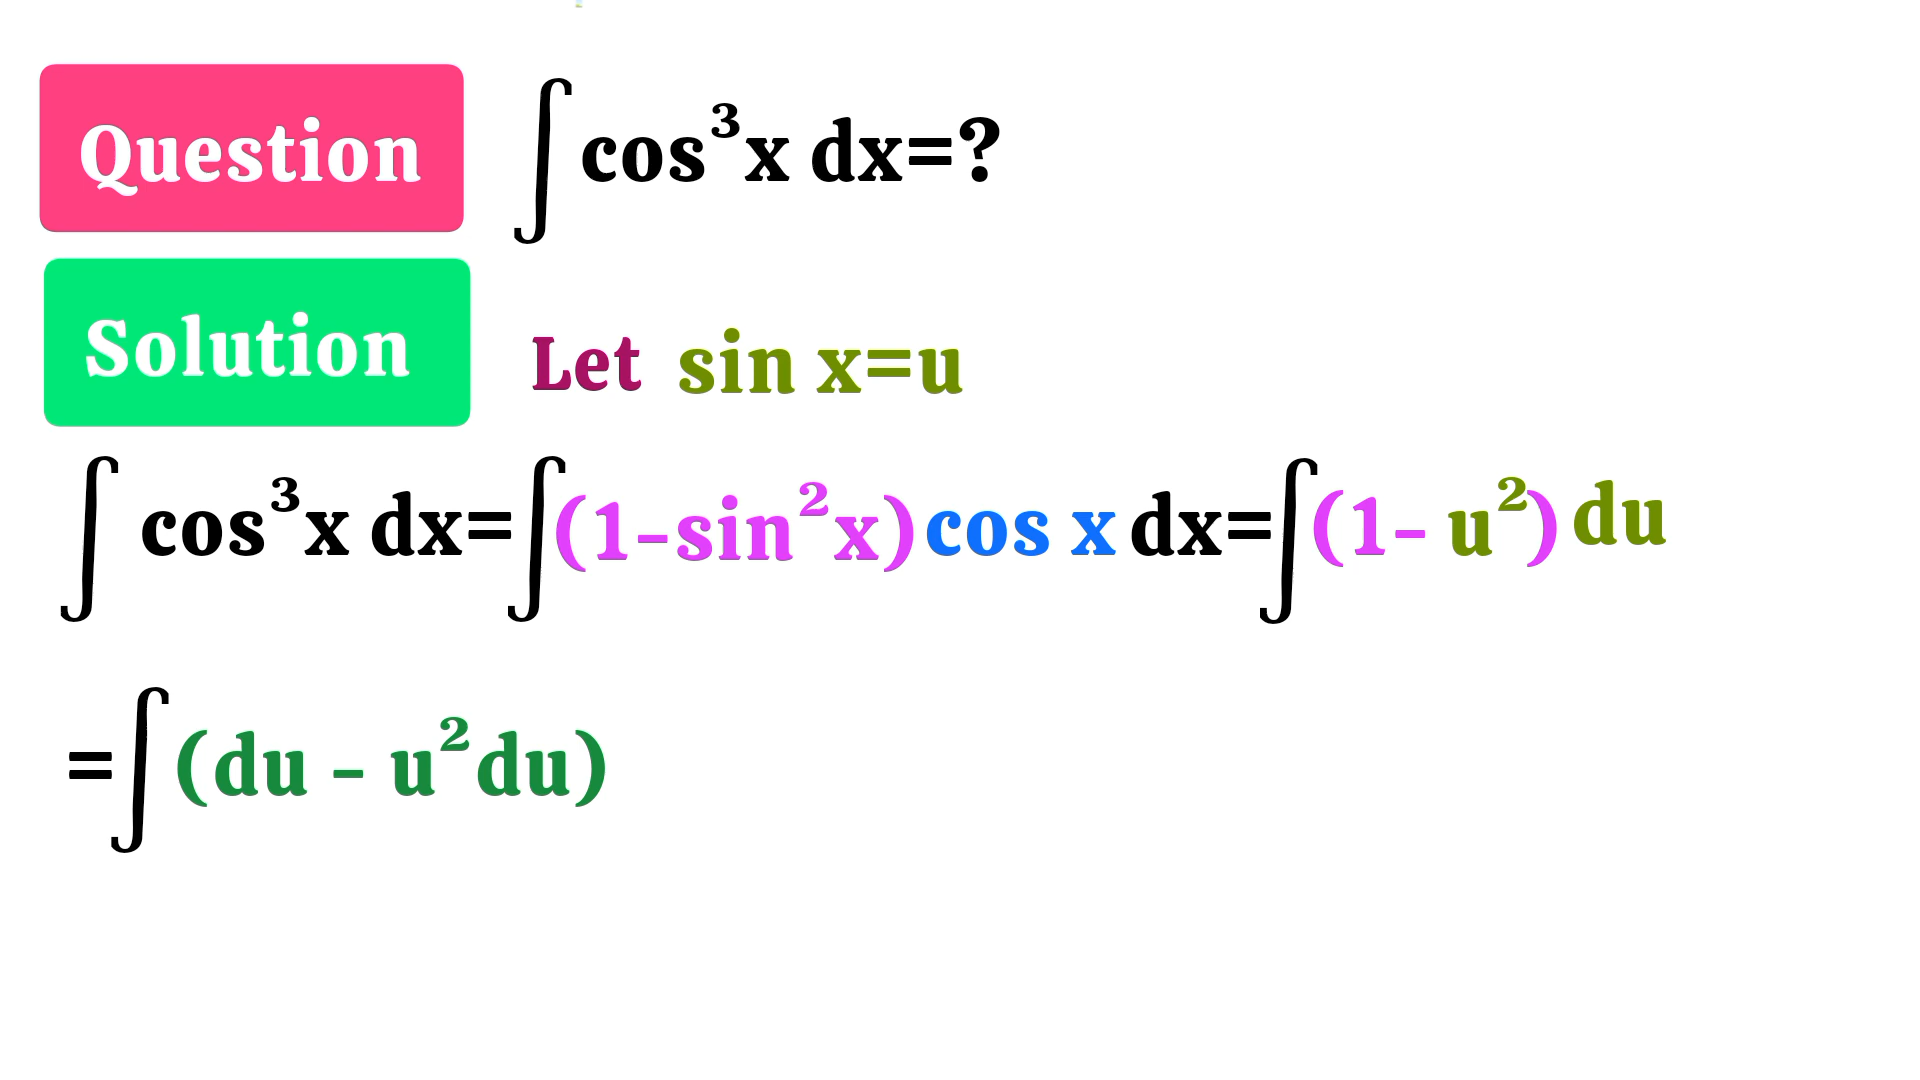 Question ∫cos³x dx=?
Solution Let sin x=u
∫ cos³x dx=∫(1-sin²x)cos x dx=∫(1- u²) du
=∫(du - u²du)